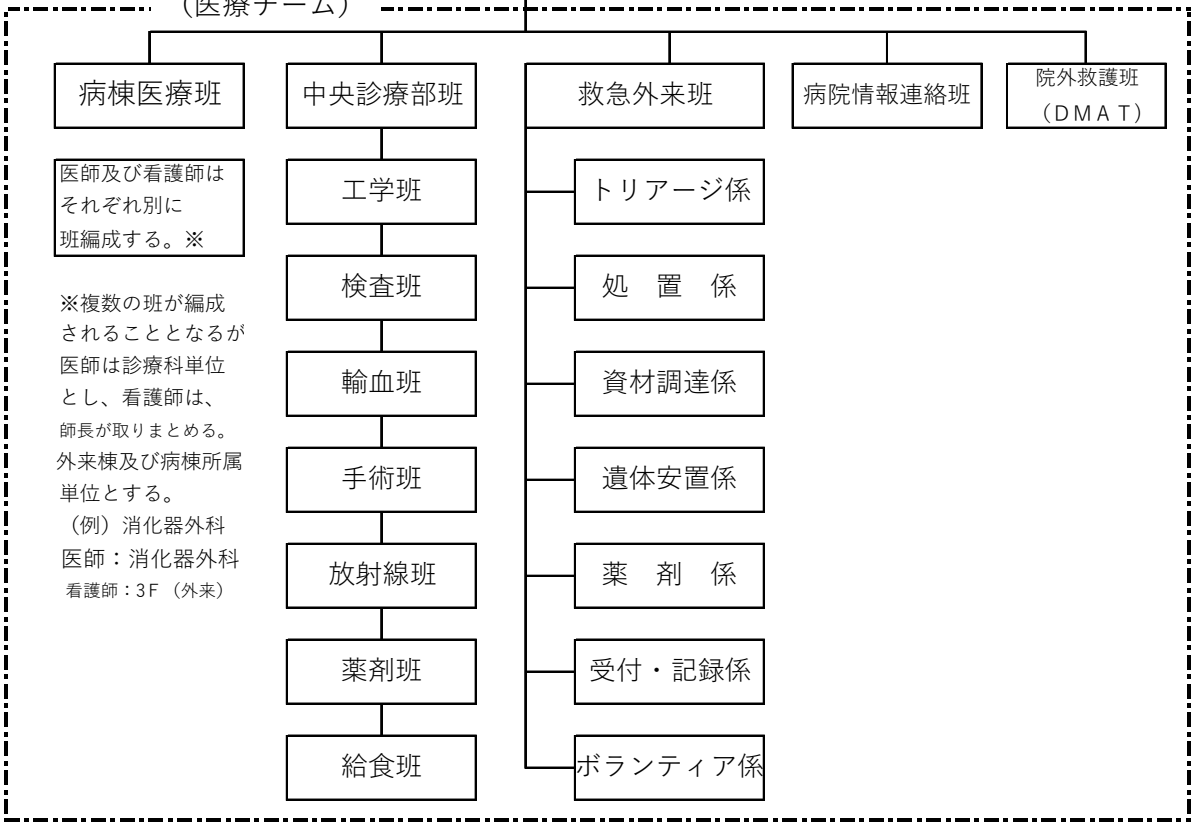 （医療チーム）
病棟医療班
中央診療部班
救急外来班
病院情報連絡班
院外救護班
（DMAT）
医師及び看護師は
それぞれ別に
班編成する。※
※複数の班が編成
されることとなるが
医師は診療科単位
とし、看護師は、
師長が取りまとめる。
外来棟及び病棟所属
単位とする。
（例）消化器外科
医師：消化器外科
看護師：3F（外来）
工学班
検査班
輸血班
手術班
放射線班
薬剤班
給食班
トリアージ係
処　置　係
資材調達係
遺体安置係
薬　剤　係
受付・記録係
ボランティア係